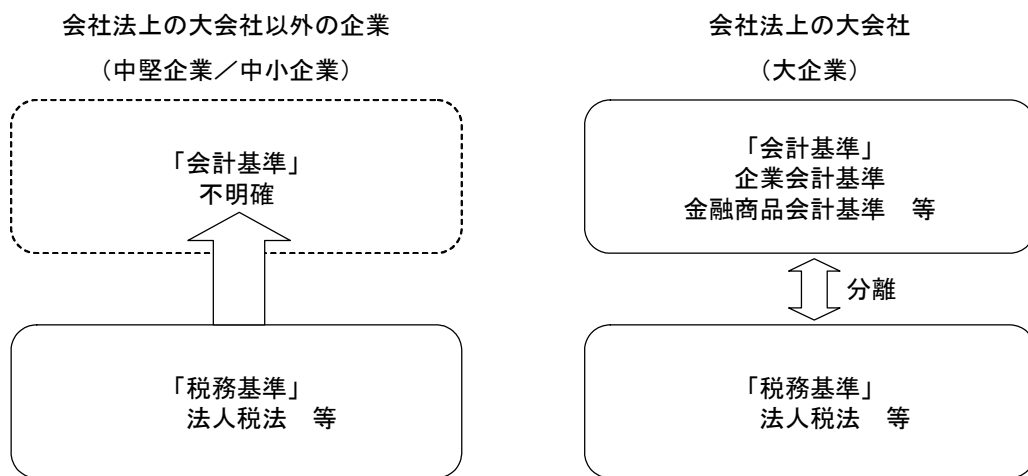 会社法上の大会社以外の企業
（中堅企業／中小企業）
「会計基準」
不明確
「税務基準」
法人税法　等
会社法上の大会社
（大企業）
「会計基準」
企業会計基準
金融商品会計基準　等
分離
「税務基準」
法人税法　等